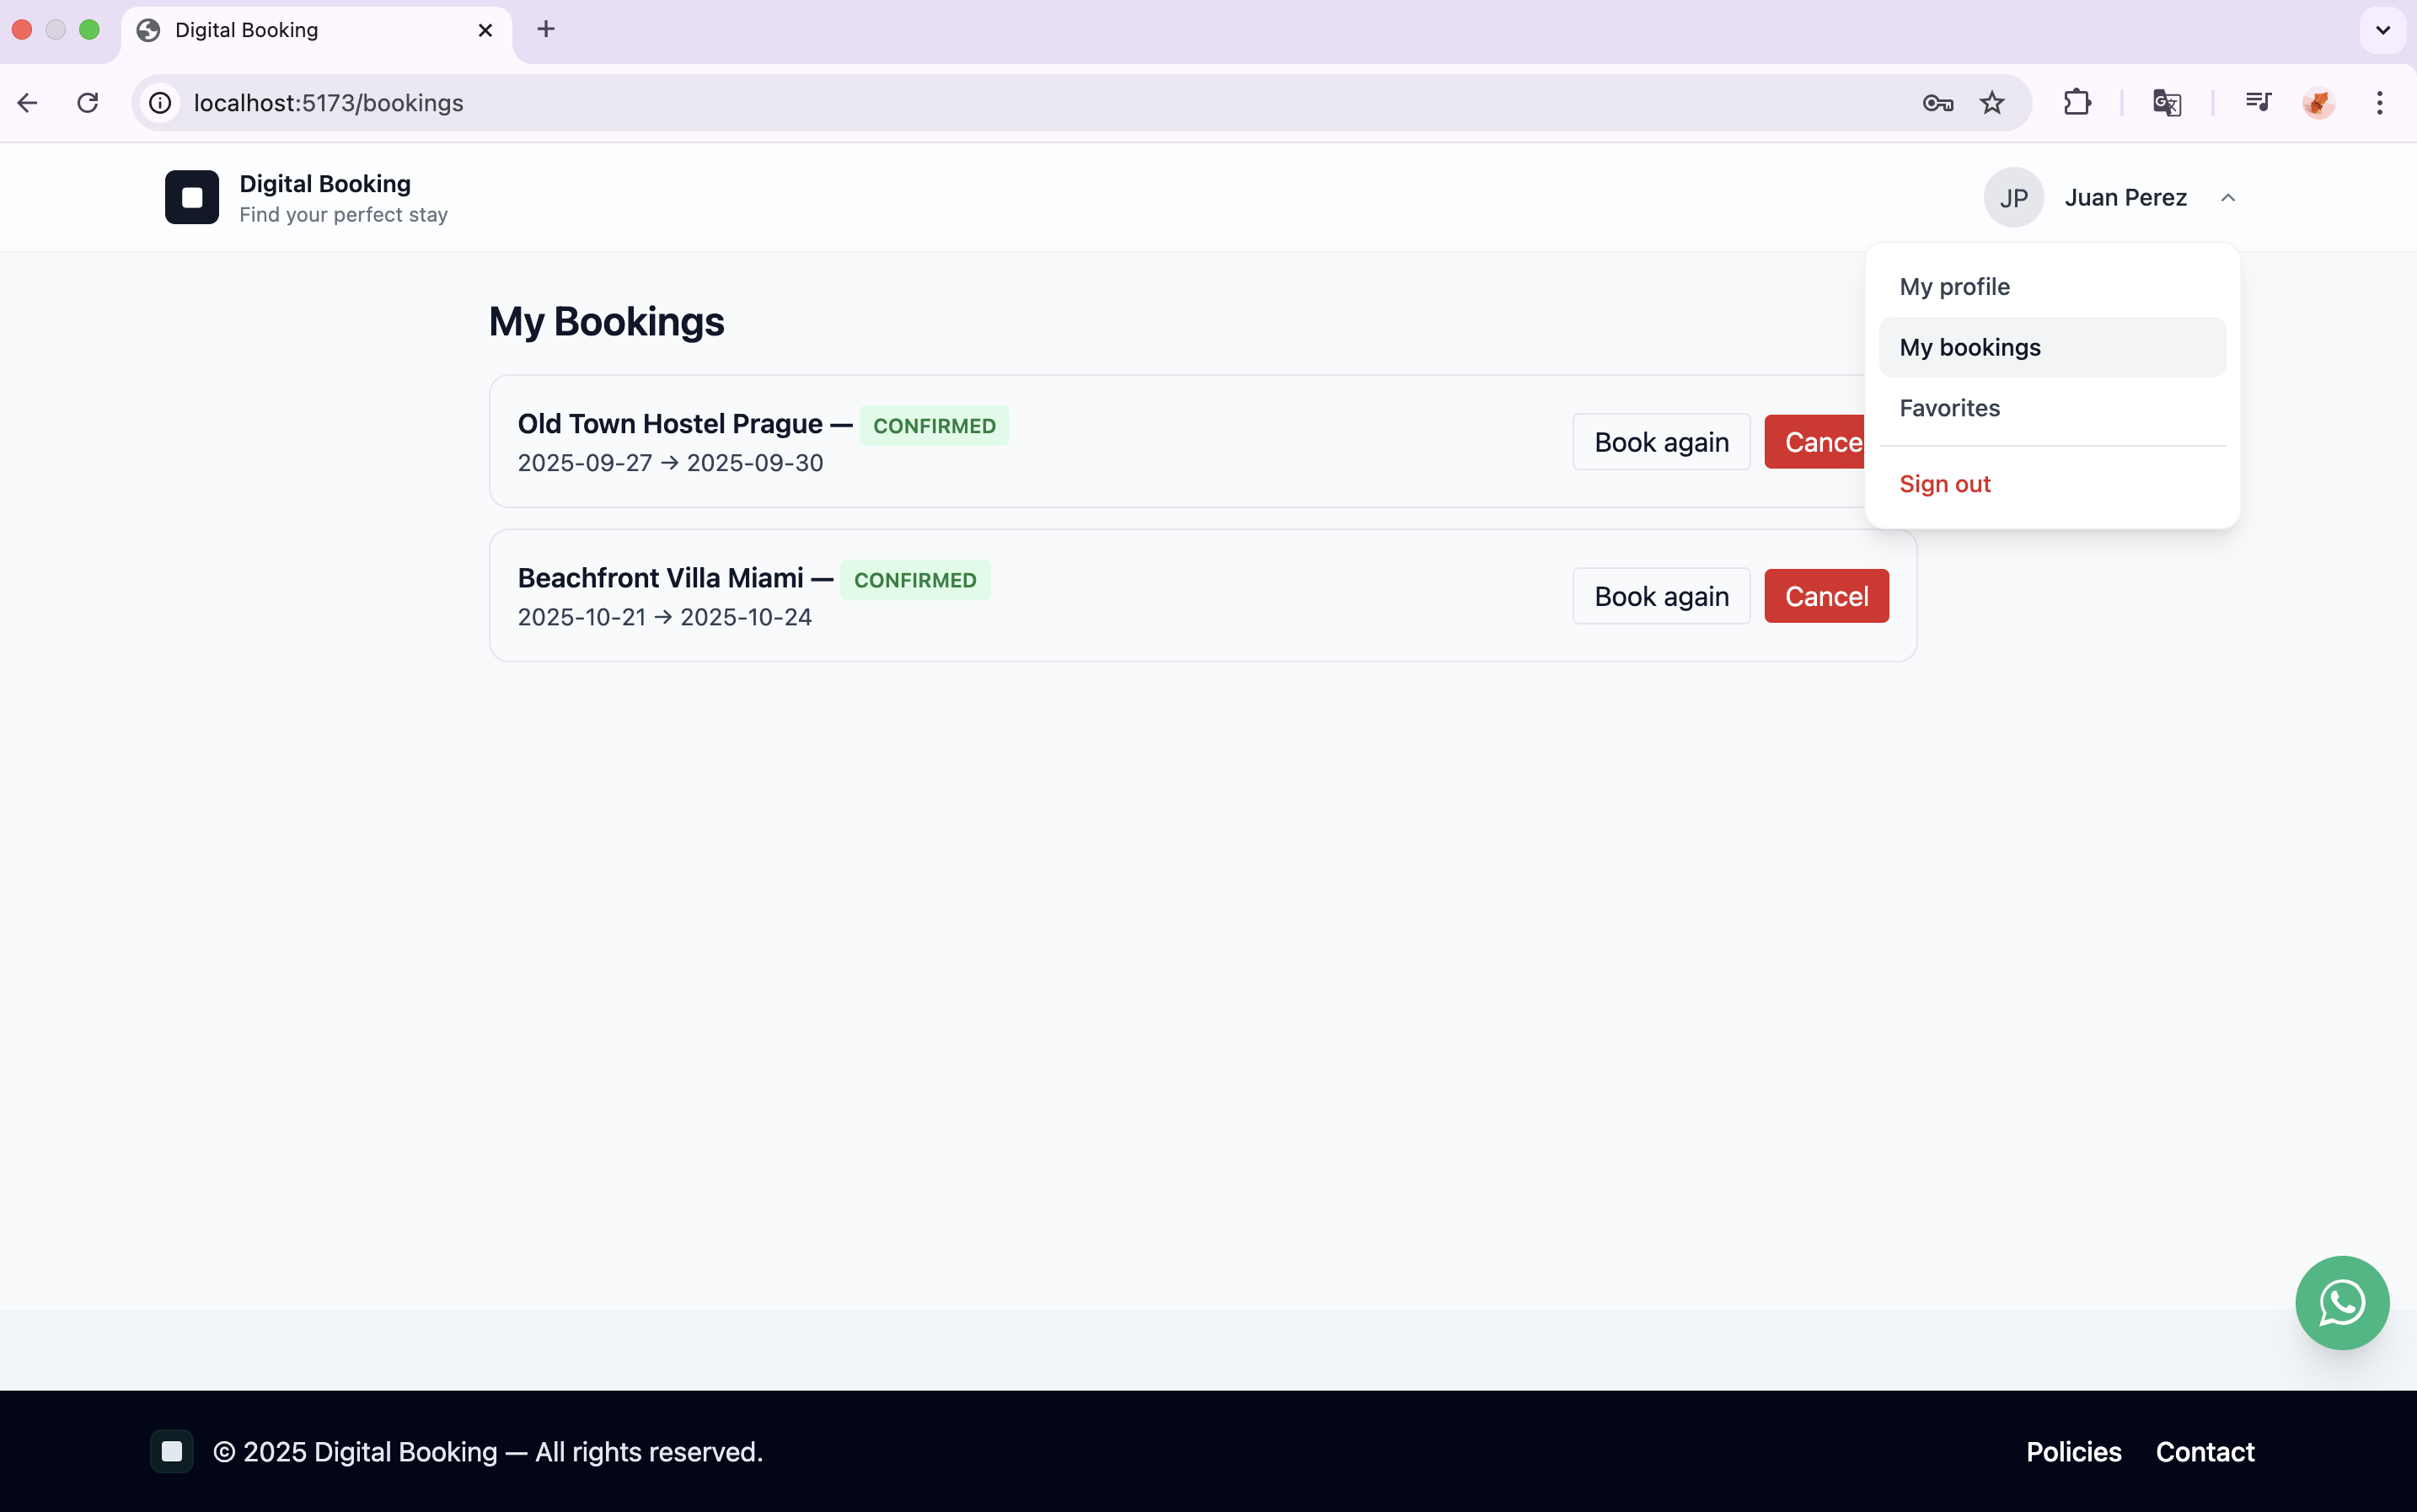 Digital Booking
localhost:5173/bookings
Digital Booking
Find your perfect stay
JP Juan Perez
My profile
My bookings
Favorites
Sign out
My Bookings
Old Town Hostel Prague — CONFIRMED
2025-09-27 → 2025-09-30
Book again Cance
Beachfront Villa Miami — CONFIRMED
2025-10-21 → 2025-10-24
Book again Cancel
© 2025 Digital Booking — All rights reserved.
Policies Contact